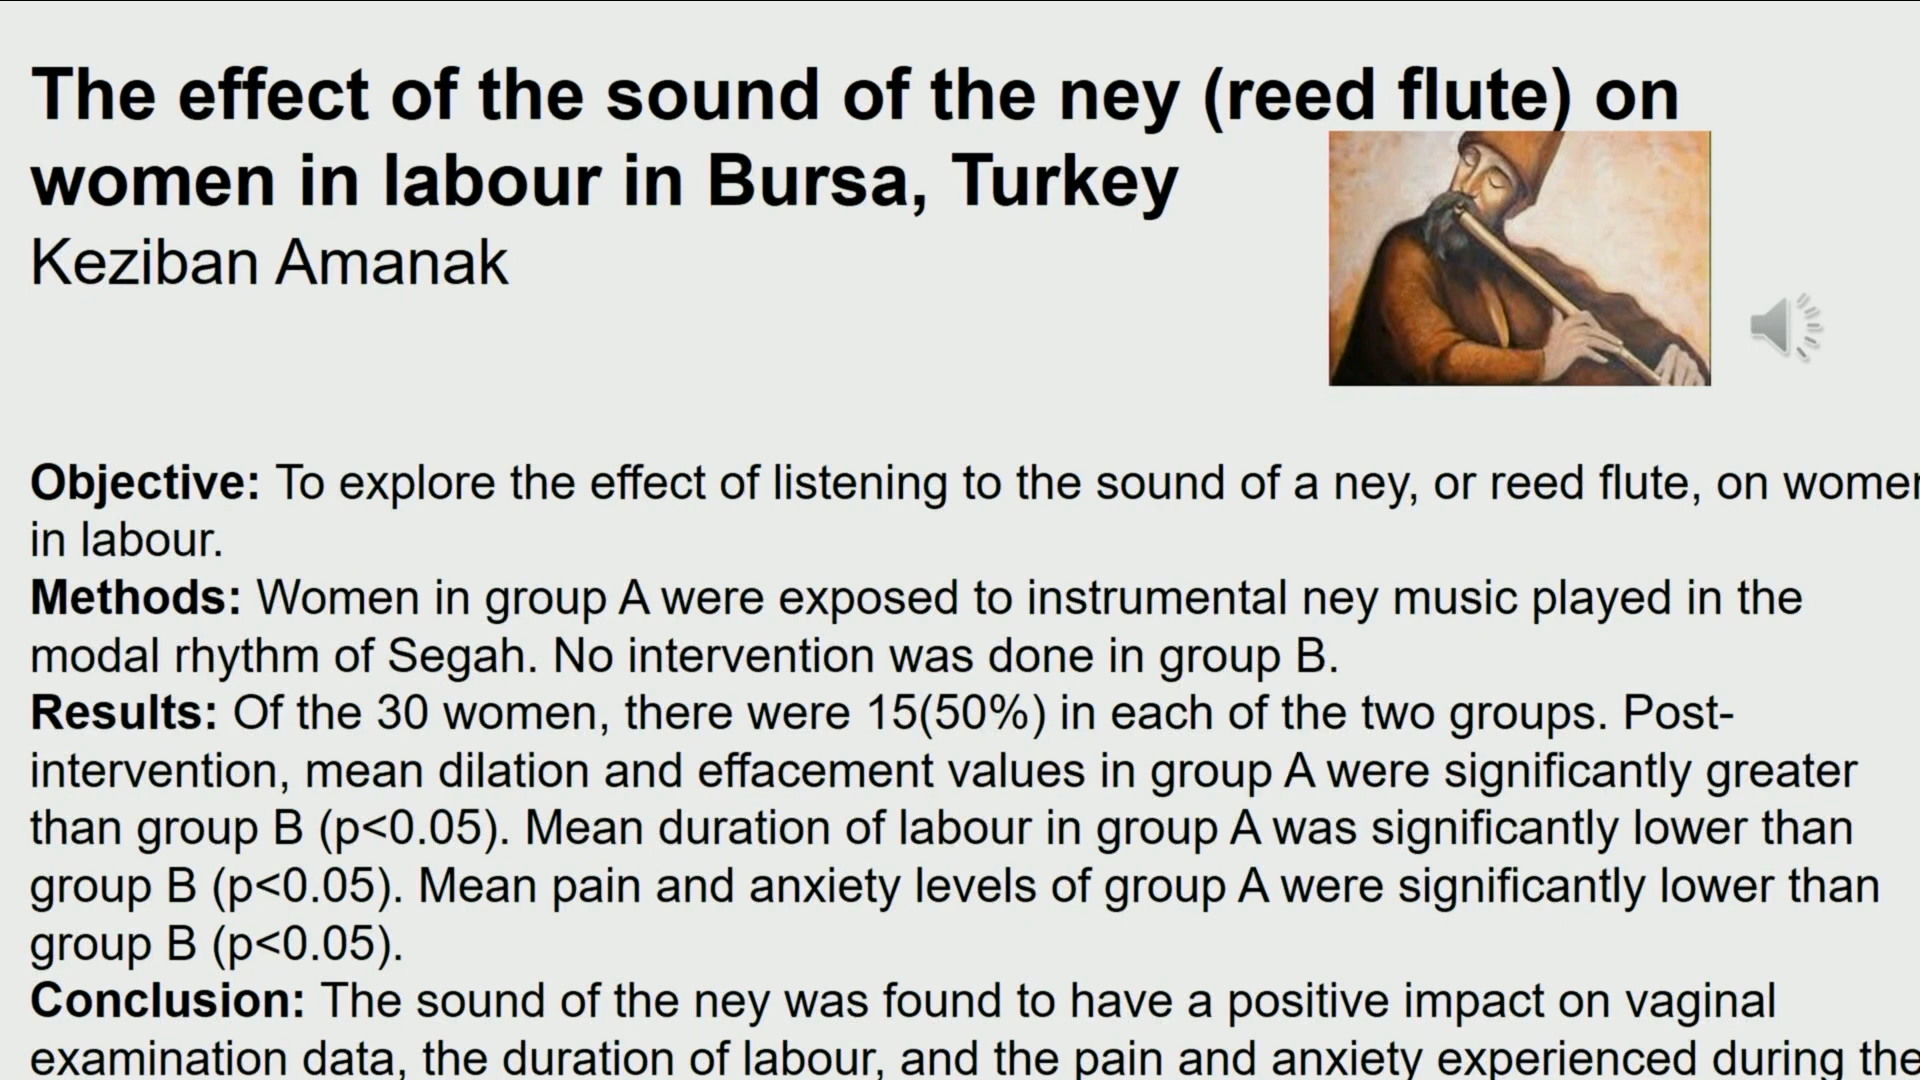 The effect of the sound of the ney (reed flute) on
women in labour in Bursa, Turkey
Keziban Amanak
Objective: To explore the effect of listening to the sound of a ney, or reed flute, on women
in labour.
Methods: Women in group A were exposed to instrumental ney music played in the
modal rhythm of Segah. No intervention was done in group B.
Results: Of the 30 women, there were 15(50%) in each of the two groups. Post-
intervention, mean dilation and effacement values in group A were significantly greater
than group B (p<0.05). Mean duration of labour in group A was significantly lower than
group B (p<0.05). Mean pain and anxiety levels of group A were significantly lower than
group B (p<0.05).
Conclusion: The sound of the ney was found to have a positive impact on vaginal
examination data, the duration of labour, and the pain and anxiety experienced during the